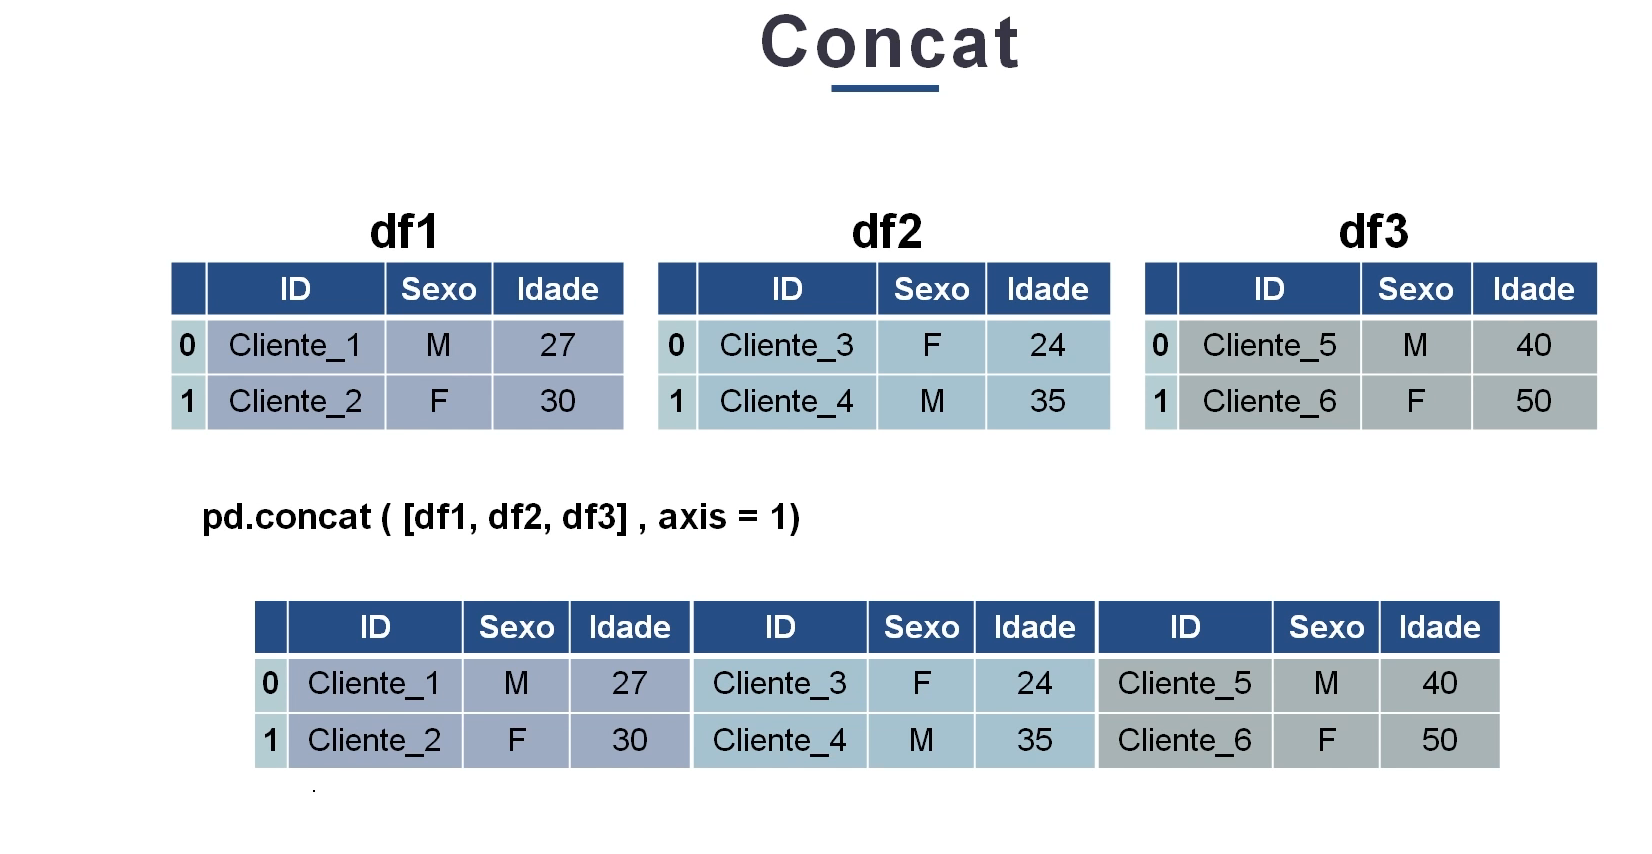 Concat
df1 df2 df3
ID Sexo Idade ID Sexo Idade ID Sexo Idade
0 Cliente_1 M 27 0 Cliente_3 F 24 0 Cliente_5 M 40
1 Cliente_2 F 30 1 Cliente_4 M 35 1 Cliente_6 F 50
pd.concat ( [df1, df2, df3] , axis = 1)
ID Sexo Idade ID Sexo Idade ID Sexo Idade
0 Cliente_1 M 27 Cliente_3 F 24 Cliente_5 M 40
1 Cliente_2 F 30 Cliente_4 M 35 Cliente_6 F 50